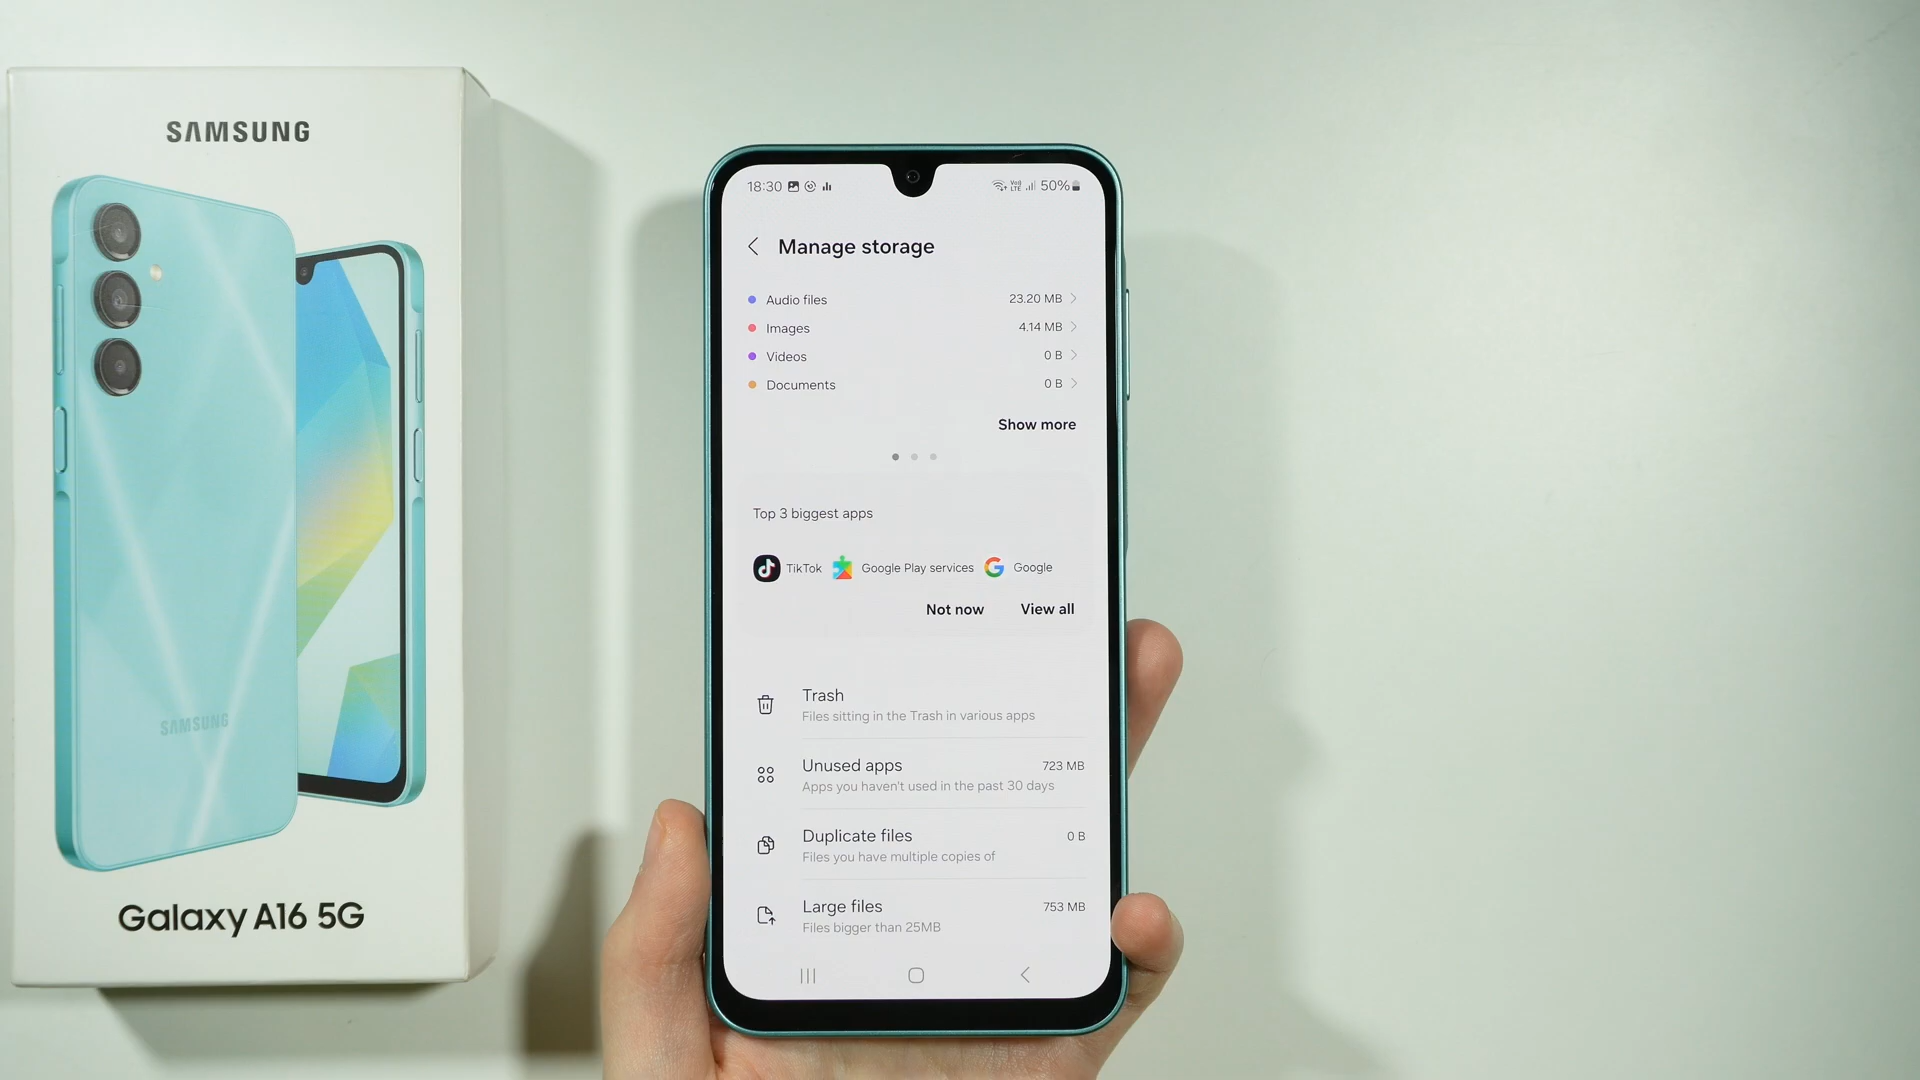 SAMSUNG
SAMSUNG
Galaxy A16 5G
18:30
Vo)) LTE
50%
Manage storage
Audio files 23.20 MB
Images 4.14 MB
Videos 0 B
Documents 0 B
Show more
Top 3 biggest apps
TikTok Google Play services Google
Not now View all
Trash
Files sitting in the Trash in various apps
Unused apps 723 MB
Apps you haven't used in the past 30 days
Duplicate files 0 B
Files you have multiple copies of
Large files 753 MB
Files bigger than 25MB